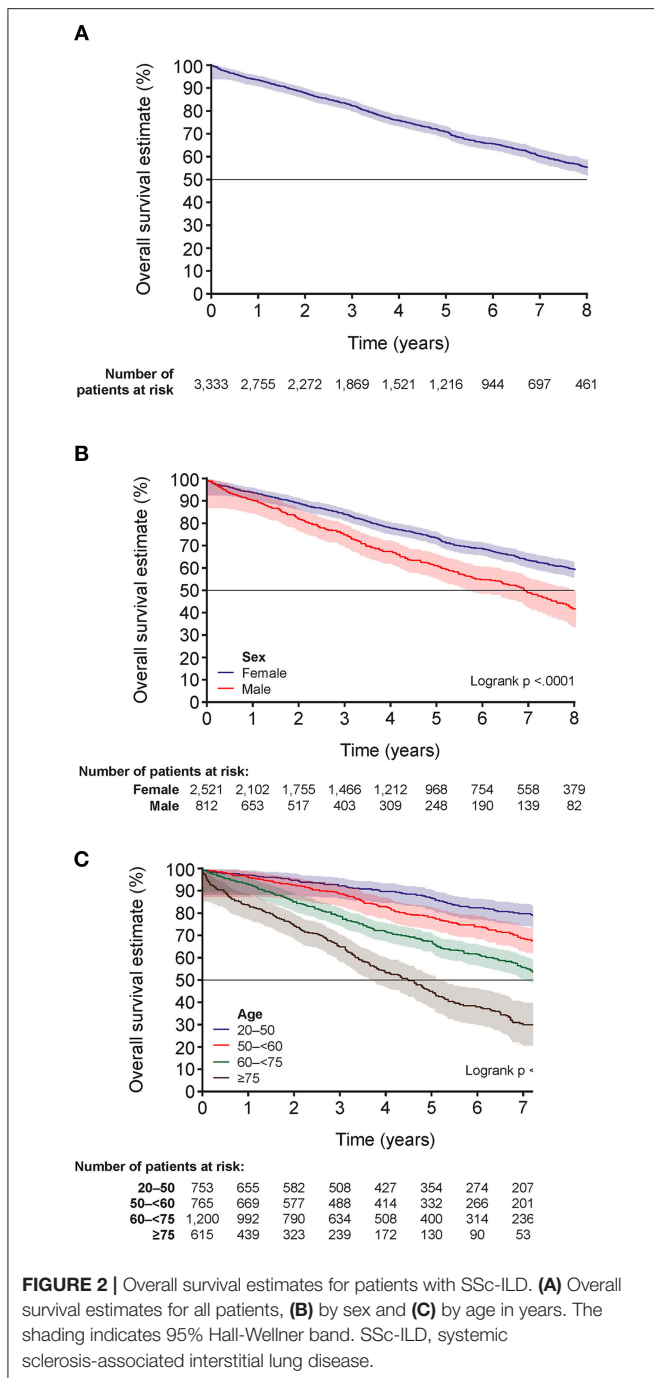 A
100
90
80
70
60
50
40
30
20
10
0
Overall survival estimate (%)
0 1 2 3 4 5 6 7 8
Time (years)
Number of
patients at risk
3,333 2,755 2,272 1,869 1,521 1,216 944 697 461
B
100
90
80
70
60
50
40
30
20
10
0
Overall survival estimate (%)
Sex
Female
Male
Logrank p <.0001
0 1 2 3 4 5 6 7 8
Time (years)
Number of patients at risk:
Female 2,521 2,102 1,755 1,466 1,212 968 754 558 379
Male 812 653 517 403 309 248 190 139 82
C
100
90
80
70
60
50
40
30
20
10
0
Overall survival estimate (%)
Age
20–50
50–<60
60–<75
≥75
Logrank p <
0 1 2 3 4 5 6 7
Time (years)
Number of patients at risk:
20–50 753 655 582 508 427 354 274 207
50–<60 765 669 577 488 414 332 266 201
60–<75 1,200 992 790 634 508 400 314 236
≥75 615 439 323 239 172 130 90 53
FIGURE 2 | Overall survival estimates for patients with SSc-ILD. (A) Overall
survival estimates for all patients, (B) by sex and (C) by age in years. The
shading indicates 95% Hall-Wellner band. SSc-ILD, systemic
sclerosis-associated interstitial lung disease.